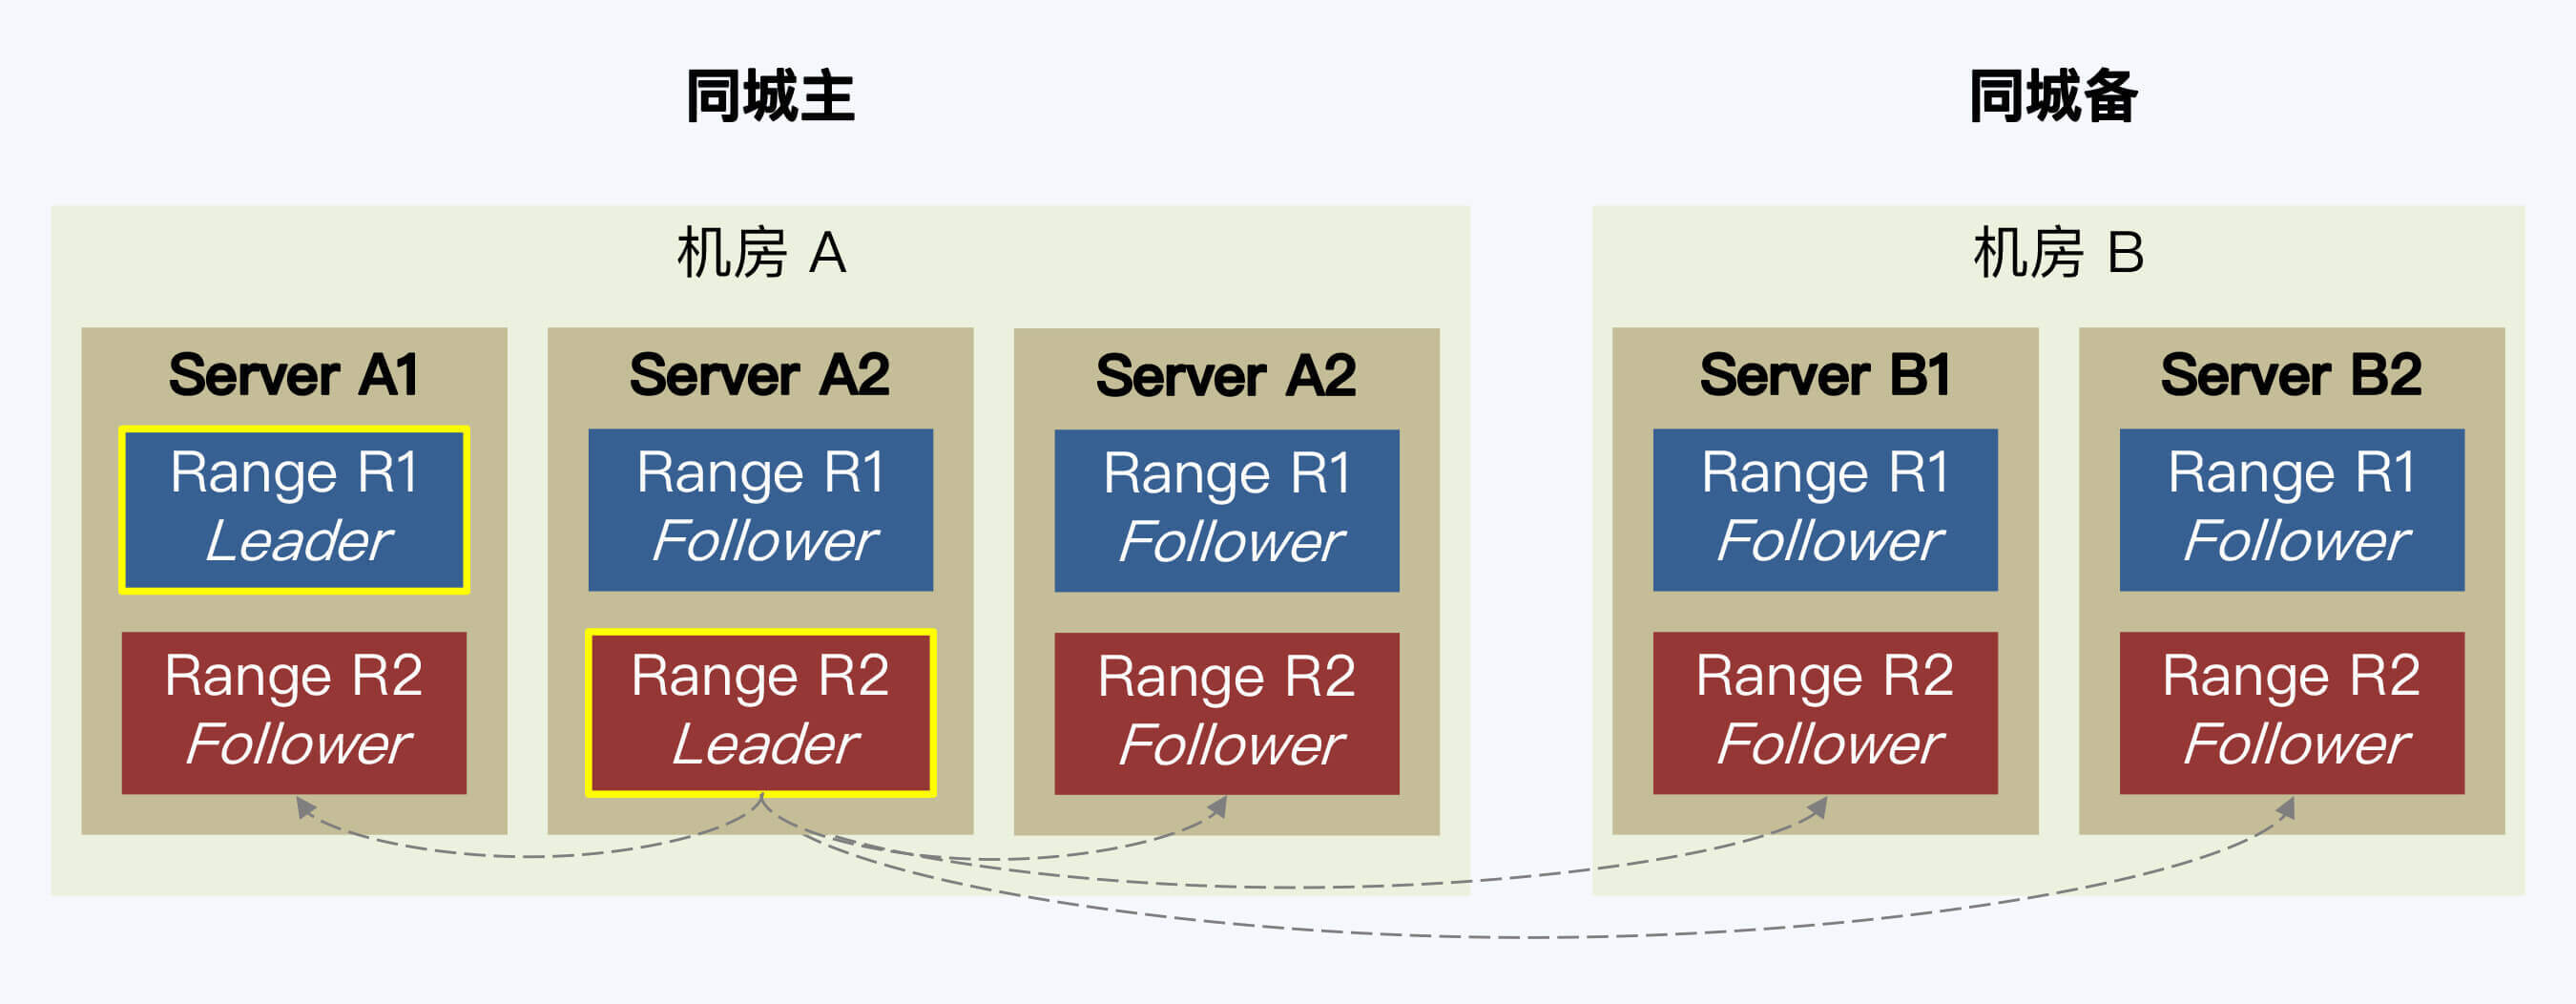 同城主
同城备
机房 A
Server A1
Range R1
Leader
Range R2
Follower
Server A2
Range R1
Follower
Range R2
Leader
Server A2
Range R1
Follower
Range R2
Follower
机房 B
Server B1
Range R1
Follower
Range R2
Follower
Server B2
Range R1
Follower
Range R2
Follower